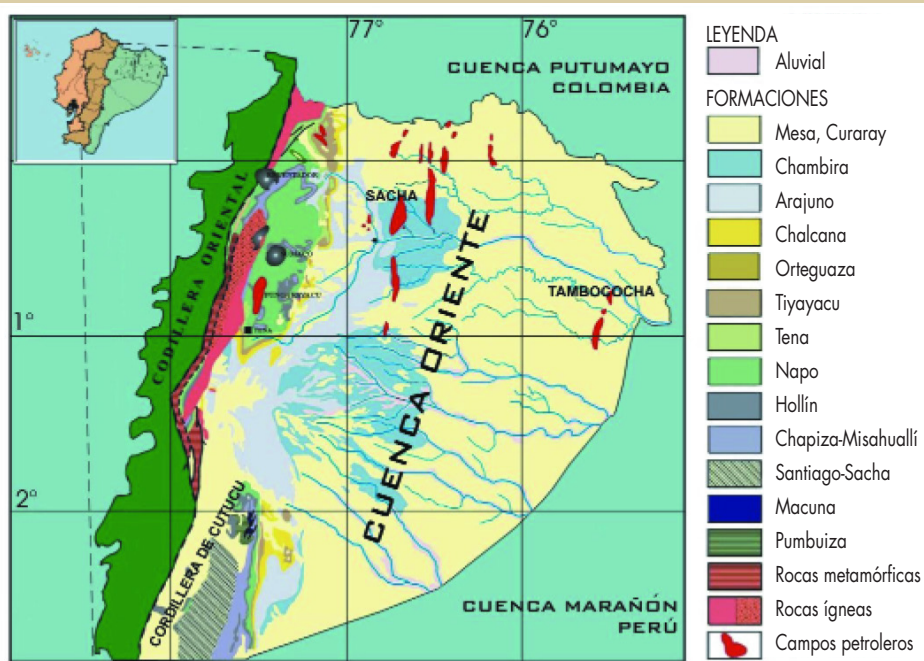 77°
76°
CUENCA PUTUMAYO
COLOMBIA
CODILLERA ORIENTAL
SACHA
TAMBOCOCHA
TENA
1°
CUENCA ORIENTE
2°
CORDILLERA DE CUTUCU
CUENCA MARAÑÓN
PERÚ
LEYENDA
Aluvial
FORMACIONES
Mesa, Curaray
Chambira
Arajuno
Chalcana
Orteguaza
Tiyayacu
Tena
Napo
Hollín
Chapiza-Misahuallí
Santiago-Sacha
Macuna
Pumbuiza
Rocas metamórficas
Rocas ígneas
Campos petroleros